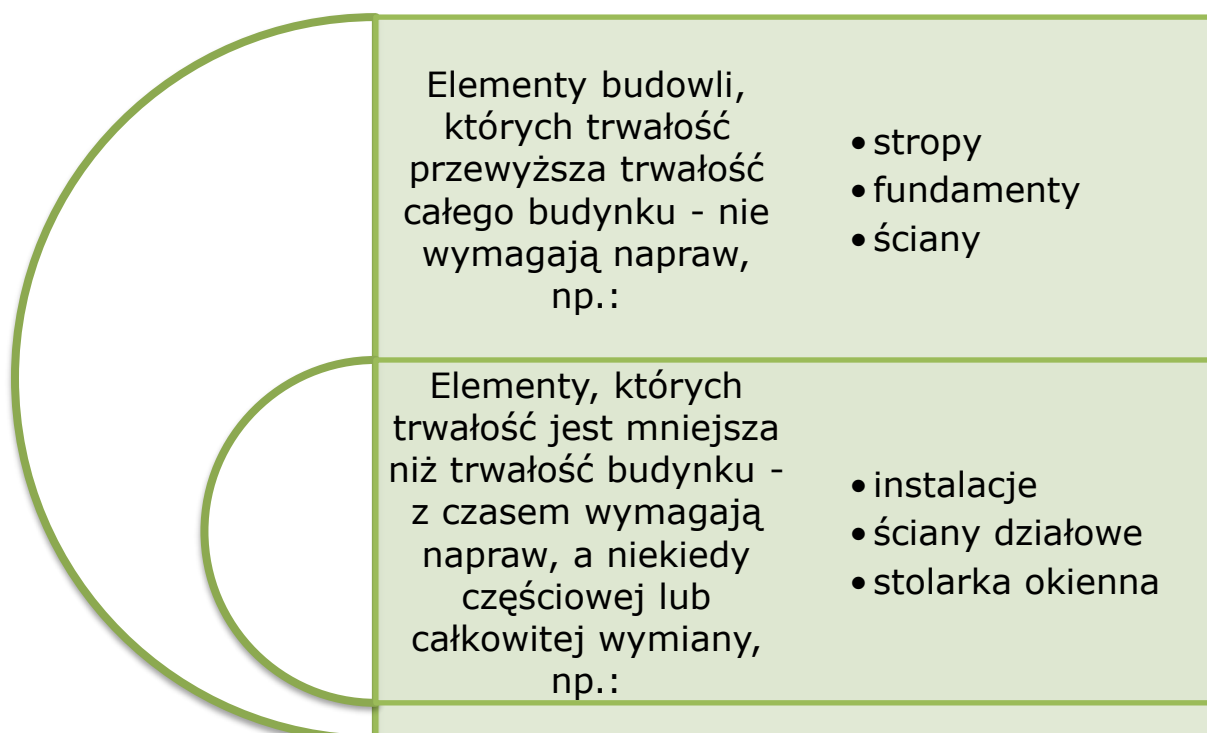 Elementy budowli,
których trwałość
przewyższa trwałość
całego budynku - nie
wymagają napraw,
np.:
• stropy
• fundamenty
• ściany
Elementy, których
trwałość jest mniejsza
niż trwałość budynku -
z czasem wymagają
napraw, a niekiedy
częściowej lub
całkowitej wymiany,
np.:
• instalacje
• ściany działowe
• stolarka okienna